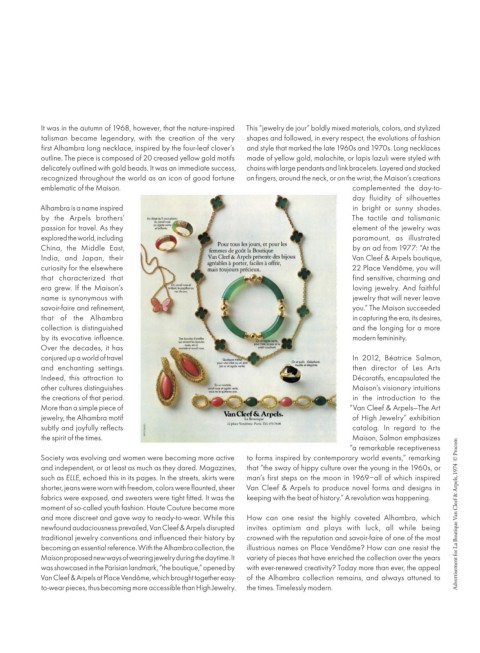 It was in the autumn of 1968, however, that the nature-inspired
talisman became legendary, with the creation of the very
first Alhambra long necklace, inspired by the four-leaf clover's
outline. The piece is composed of 20 creased yellow gold motifs
delicately outlined with gold beads. It was an immediate success,
recognized throughout the world as an icon of good fortune
emblematic of the Maison.
Alhambra is a name inspired
by the Arpels brothers'
passion for travel. As they
explored the world, including
China, the Middle East,
India, and Japan, their
curiosity for the elsewhere
that characterized that
era grew. If the Maison's
name is synonymous with
savoir-faire and refinement,
that of the Alhambra
collection is distinguished
by its evocative influence.
Over the decades, it has
conjured up a world of travel
and enchanting settings.
Indeed, this attraction to
other cultures distinguishes
the creations of that period.
More than a simple piece of
jewelry, the Alhambra motif
subtly and joyfully reflects
the spirit of the times.
Society was evolving and women were becoming more active
and independent, or at least as much as they dared. Magazines,
such as ELLE, echoed this in its pages. In the streets, skirts were
shorter, jeans were worn with freedom, colors were flaunted, sheer
fabrics were exposed, and sweaters were tight fitted. It was the
moment of so-called youth fashion. Haute Couture became more
and more discreet and gave way to ready-to-wear. While this
newfound audaciousness prevailed, Van Cleef & Arpels disrupted
traditional jewelry conventions and influenced their history by
becoming an essential reference. With the Alhambra collection, the
Maison proposed new ways of wearing jewelry during the daytime. It
was showcased in the Parisian landmark, "the boutique," opened by
Van Cleef & Arpels at Place Vendôme, which brought together easy-
to-wear pieces, thus becoming more accessible than High Jewelry.
This "jewelry de jour" boldly mixed materials, colors, and stylized
shapes and followed, in every respect, the evolutions of fashion
and style that marked the late 1960s and 1970s. Long necklaces
made of yellow gold, malachite, or lapis lazuli were styled with
chains with large pendants and link bracelets. Layered and stacked
on fingers, around the neck, or on the wrist, the Maison's creations
complemented the day-to-
day fluidity of silhouettes
in bright or sunny shades.
The tactile and talismanic
element of the jewelry was
paramount, as illustrated
by an ad from 1977: "At the
Van Cleef & Arpels boutique,
22 Place Vendôme, you will
find sensitive, charming and
loving jewelry. And faithful
jewelry that will never leave
you." The Maison succeeded
in capturing the era, its desires,
and the longing for a more
modern femininity.
In 2012, Béatrice Salmon,
then director of Les Arts
Décoratifs, encapsulated the
Maison's visionary intuitions
in the introduction to the
"Van Cleef & Arpels—The Art
of High Jewelry" exhibition
catalog. In regard to the
Maison, Salmon emphasizes
"a remarkable receptiveness
to forms inspired by contemporary world events," remarking
that "the sway of hippy culture over the young in the 1960s, or
man's first steps on the moon in 1969—all of which inspired
Van Cleef & Arpels to produce novel forms and designs in
keeping with the beat of history." A revolution was happening.
How can one resist the highly coveted Alhambra, which
invites optimism and plays with luck, all while being
crowned with the reputation and savoir-faire of one of the most
illustrious names on Place Vendôme? How can one resist the
variety of pieces that have enriched the collection over the years
with ever-renewed creativity? Today more than ever, the appeal
of the Alhambra collection remains, and always attuned to
the times. Timelessly modern.
Pour tous les jours, et pour les
femmes de goût la Boutique
Van Cleef & Arpels présente des bijoux
agréables à porter, faciles à offrir,
mais toujours précieux.
Van Cleef & Arpels.
La Boutique
Advertisement for La Boutique Van Cleef & Arpels, 1974 © Procom